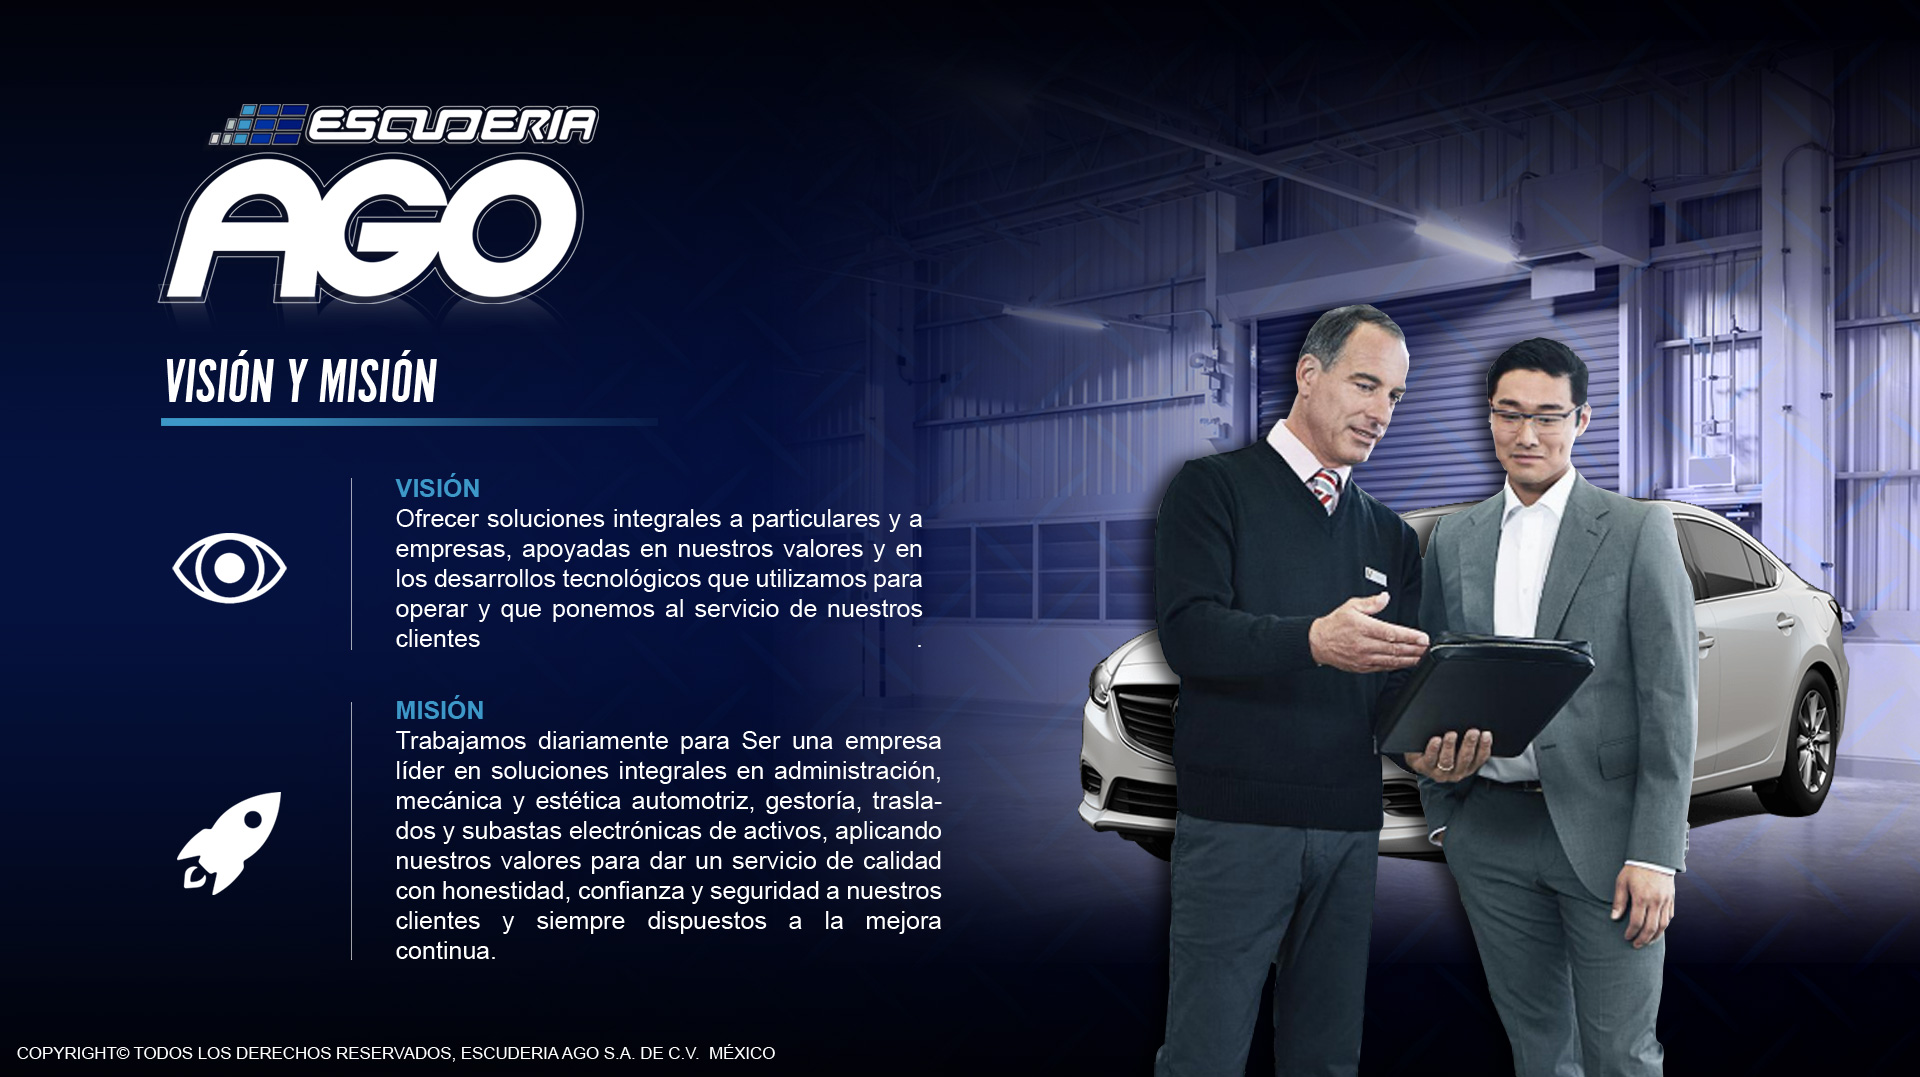 ESCUDERIA
AGO
VISIÓN Y MISIÓN
VISIÓN
Ofrecer soluciones integrales a particulares y a
empresas, apoyadas en nuestros valores y en
los desarrollos tecnológicos que utilizamos para
operar y que ponemos al servicio de nuestros
clientes .
MISIÓN
Trabajamos diariamente para Ser una empresa
líder en soluciones integrales en administración,
mecánica y estética automotriz, gestoría, trasla-
dos y subastas electrónicas de activos, aplicando
nuestros valores para dar un servicio de calidad
con honestidad, confianza y seguridad a nuestros
clientes y siempre dispuestos a la mejora
continua.
COPYRIGHT© TODOS LOS DERECHOS RESERVADOS, ESCUDERIA AGO S.A. DE C.V. MÉXICO